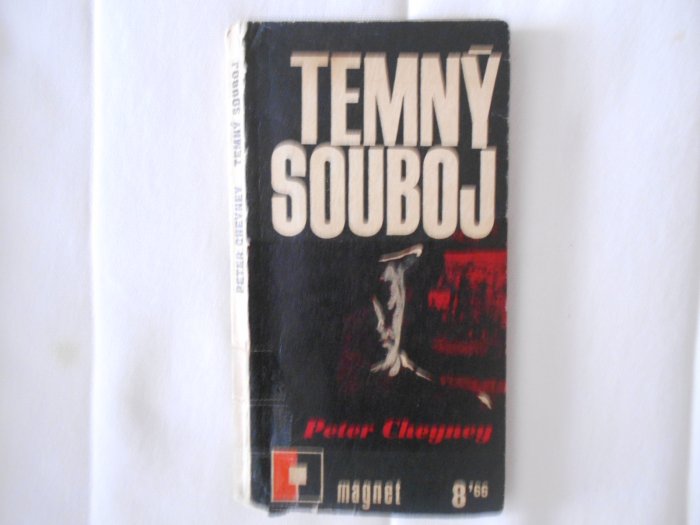 TEMNÝ
SOUBOJ
Peter Cheyney
magnet 8'66
PETER CHEYNEY TEMNÝ SOUBOJ